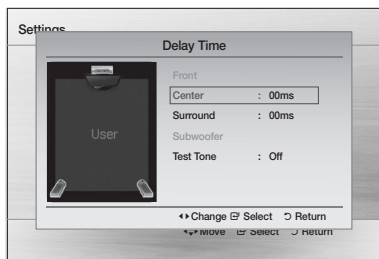 Settings
Delay Time
Front
Center : 00ms
Surround : 00ms
User
Subwoofer
Test Tone : Off
Change Select Return
Move Select Return